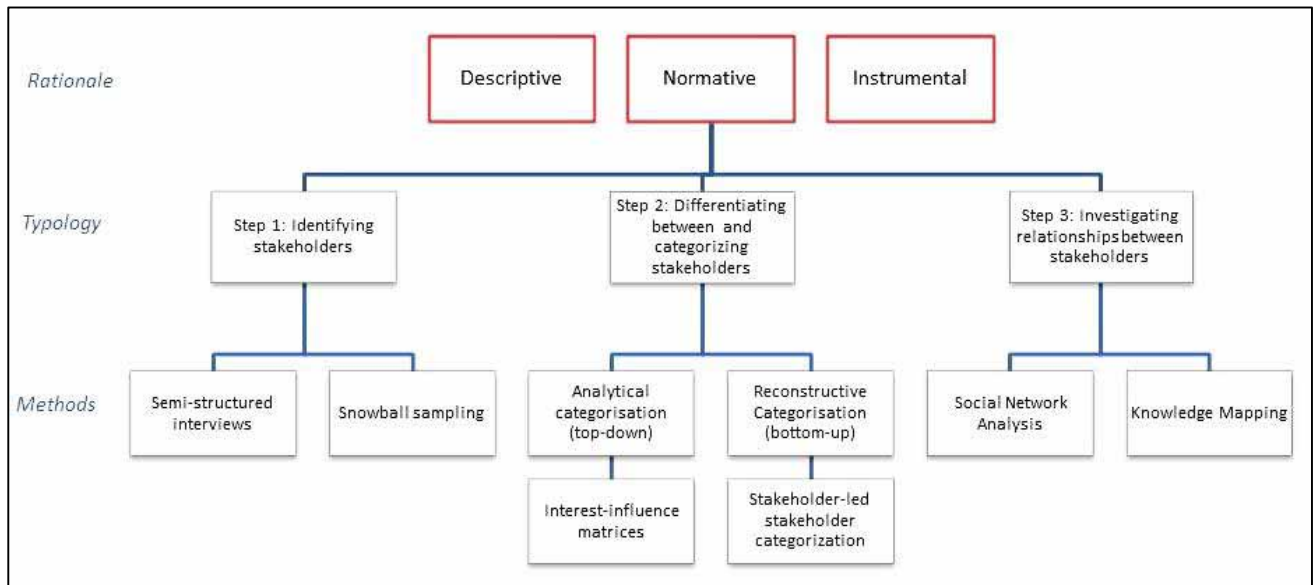 Rationale
Descriptive
Normative
Instrumental
Typology
Step 1: Identifying
stakeholders
Step 2: Differentiating
between and
categorizing
stakeholders
Step 3: Investigating
relationships between
stakeholders
Methods
Semi-structured
interviews
Snowball sampling
Analytical
categorisation
(top-down)
Reconstructive
Categorisation
(bottom-up)
Social Network
Analysis
Knowledge Mapping
Interest-influence
matrices
Stakeholder-led
stakeholder
categorization